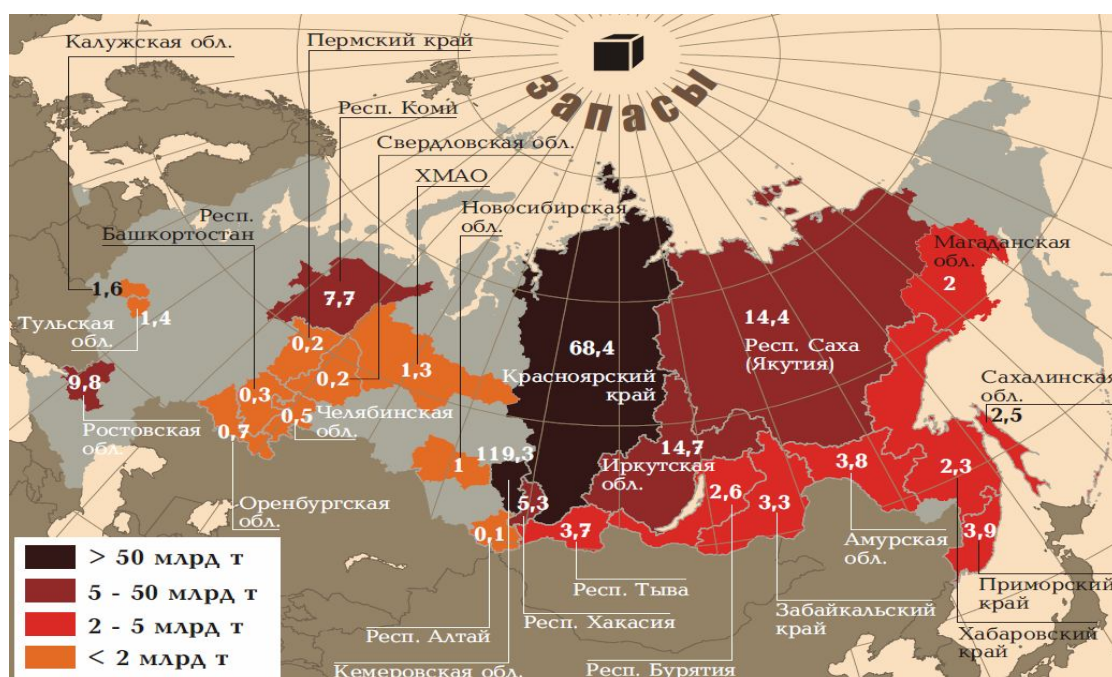 Калужская обл.
Пермский край
запасы
Респ. Коми
Свердловская обл.
ХМАО
Новосибирская
обл.
Респ.
Башкортостан
Магаданская
обл.
2
1,6
1,4
Тульская
обл.
7,7
14,4
Респ. Саха
(Якутия)
0,2
68,4
Красноярский
край
0,2
1,3
9,8
0,3
0,5
0,7
Челябинская
обл.
Ростовская
обл.
Сахалинская
обл.
2,5
1
119,3
14,7
Иркутская
обл.
5,3
2,6
3,3
3,8
2,3
Оренбургская
обл.
0,1
3,7
3,9
Амурская
обл.
Респ. Тыва
Приморский
край
Респ. Хакасия
Забайкальский
край
Хабаровский
край
Респ. Алтай
Кемеровская обл.
Респ. Бурятия
> 50 млрд т
5 - 50 млрд т
2 - 5 млрд т
< 2 млрд т